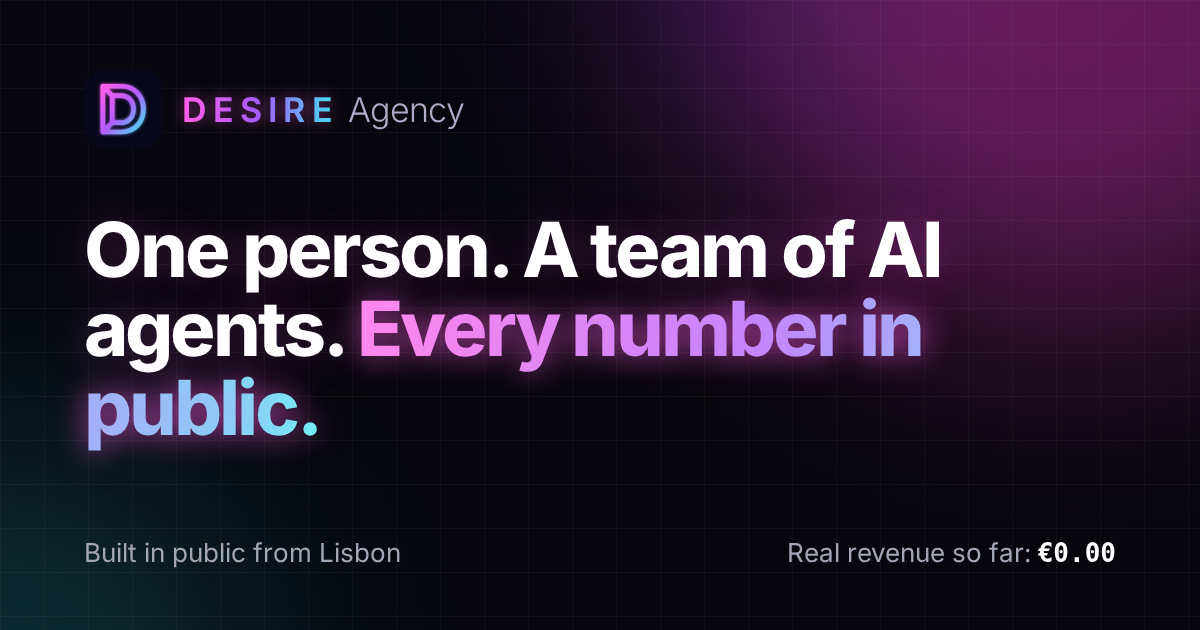 DESIRE Agency
One person. A team of AI
agents. Every number in
public.
Built in public from Lisbon
Real revenue so far: €0.00